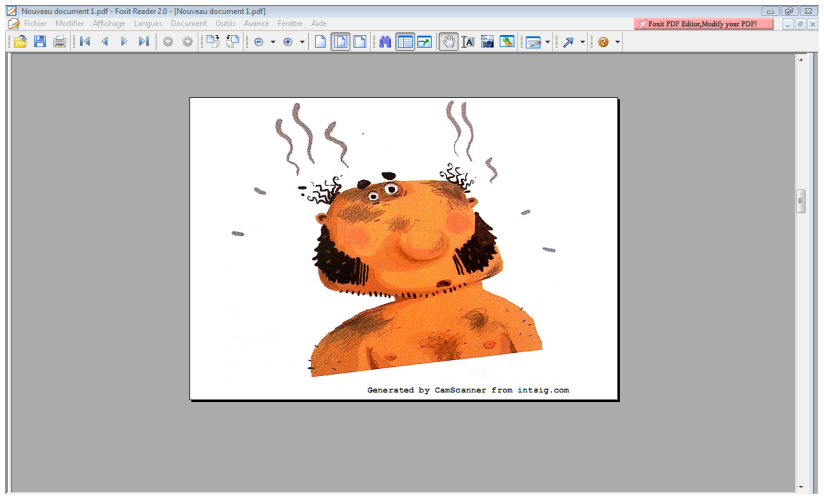 Nouveau document 1.pdf - Foxit Reader 2.0 - [Nouveau document 1.pdf]
Fichier Modifier Affichage Langues Document Outils Avancé Fenêtre Aide
Foxit PDF Editor,Modify your PDF!
Generated by CamScanner from intsig.com